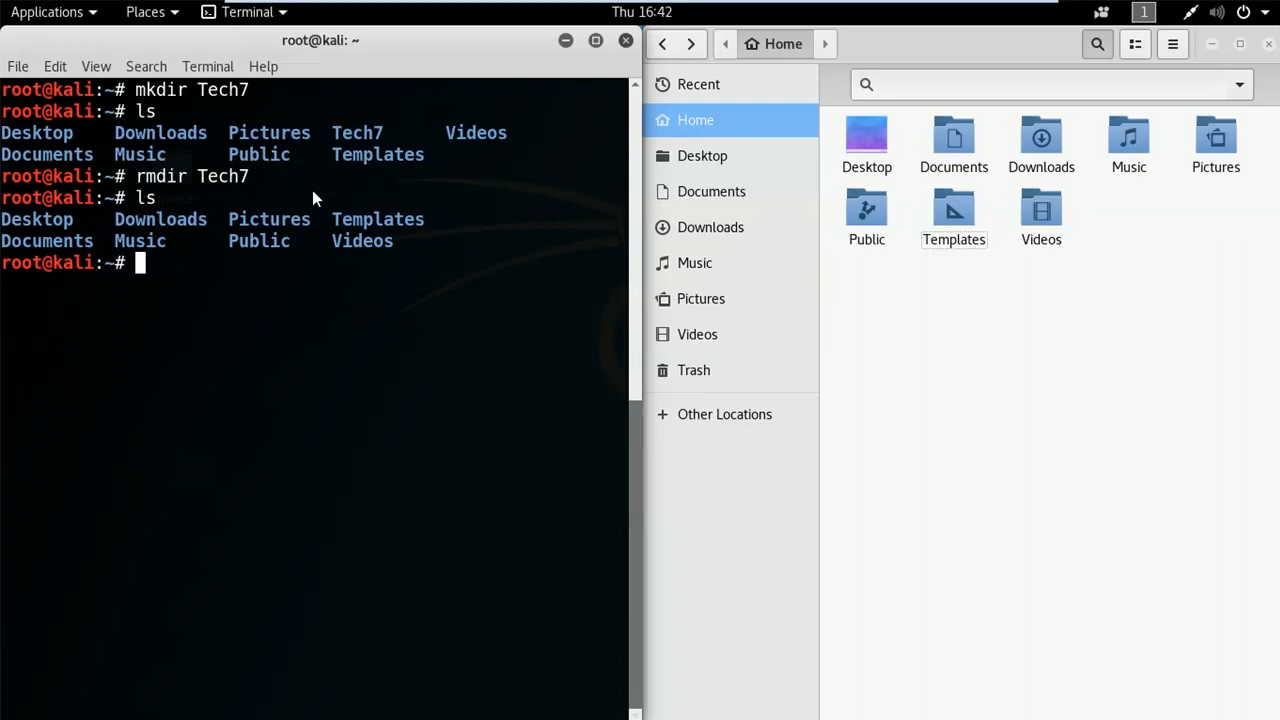 Applications Places Terminal Thu 16:42 1
root@kali: ~
File Edit View Search Terminal Help
root@kali:~# mkdir Tech7
root@kali:~# ls
Desktop Downloads Pictures Tech7 Videos
Documents Music Public Templates
root@kali:~# rmdir Tech7
root@kali:~# ls
Desktop Downloads Pictures Templates
Documents Music Public Videos
root@kali:~#
Home
Recent
Home
Desktop
Documents
Downloads
Music
Pictures
Videos
Trash
+ Other Locations
Desktop Documents Downloads Music Pictures
Public Templates Videos